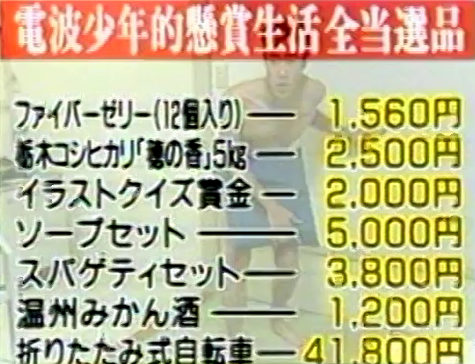 電波少年的懸賞生活全当選品
ファイバーゼリー(12個入り)― 1,560円
栃木コシヒカリ「穂の香」5kg ― 2,500円
イラストクイズ賞金 ― 2,000円
ソープセット ― 5,000円
スパゲティセット ― 3,800円
温州みかん酒 ― 1,200円
折りたたみ式自転車 ― 41,800円